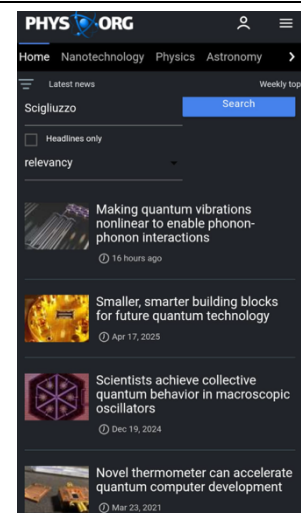 PHYS ORG
Home Nanotechnology Physics Astronomy
Latest news Weekly top
Scigliuzzo Search
Headlines only
relevancy
Making quantum vibrations
nonlinear to enable phonon-
phonon interactions
16 hours ago
Smaller, smarter building blocks
for future quantum technology
Apr 17, 2025
Scientists achieve collective
quantum behavior in macroscopic
oscillators
Dec 19, 2024
Novel thermometer can accelerate
quantum computer development
Mar 23, 2021